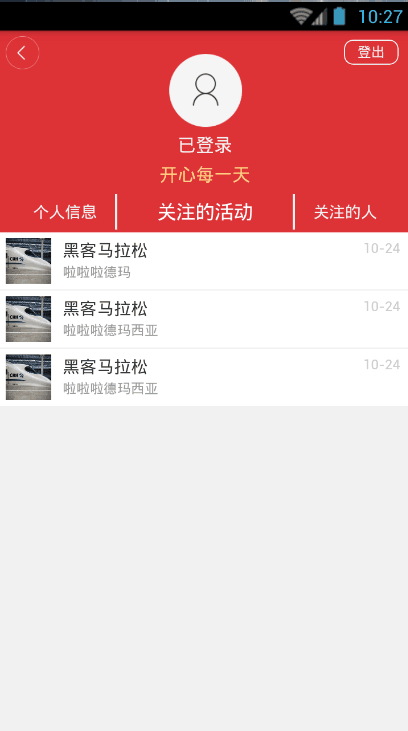 10:27
登出
已登录
开心每一天
个人信息
关注的活动
关注的人
黑客马拉松
10-24
啦啦啦德玛
黑客马拉松
10-24
啦啦啦德玛西亚
黑客马拉松
10-24
啦啦啦德玛西亚